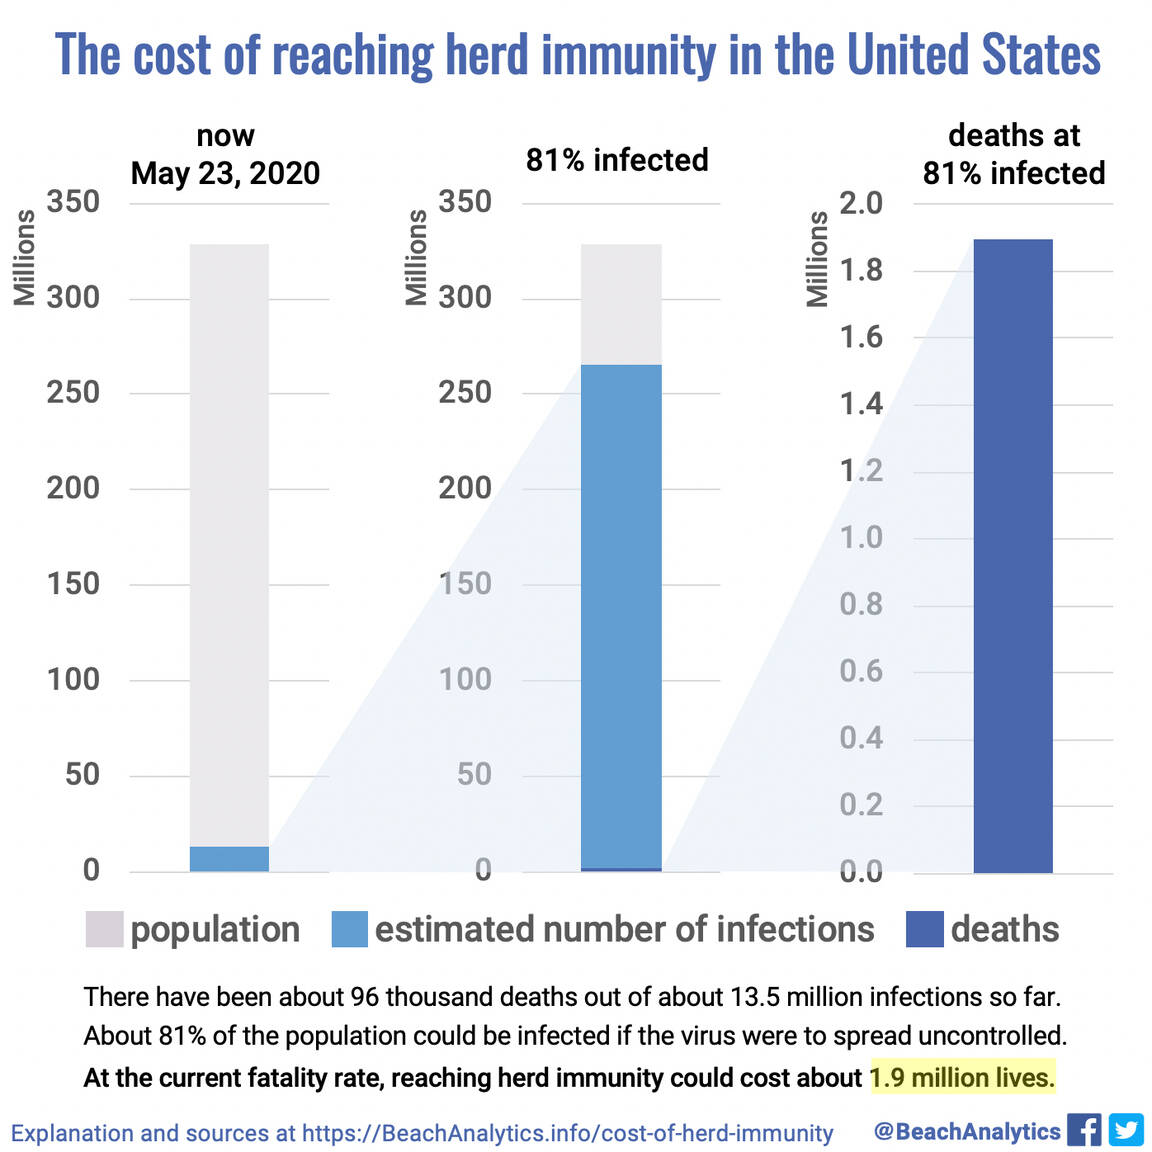 The cost of reaching herd immunity in the United States
now
May 23, 2020
Millions
350
300
250
200
150
100
50
0
81% infected
Millions
350
300
250
200
150
100
50
0
deaths at
81% infected
Millions
2.0
1.8
1.6
1.4
1.2
1.0
0.8
0.6
0.4
0.2
0.0
population estimated number of infections deaths
There have been about 96 thousand deaths out of about 13.5 million infections so far.
About 81% of the population could be infected if the virus were to spread uncontrolled.
At the current fatality rate, reaching herd immunity could cost about 1.9 million lives.
Explanation and sources at https://BeachAnalytics.info/cost-of-herd-immunity @BeachAnalytics